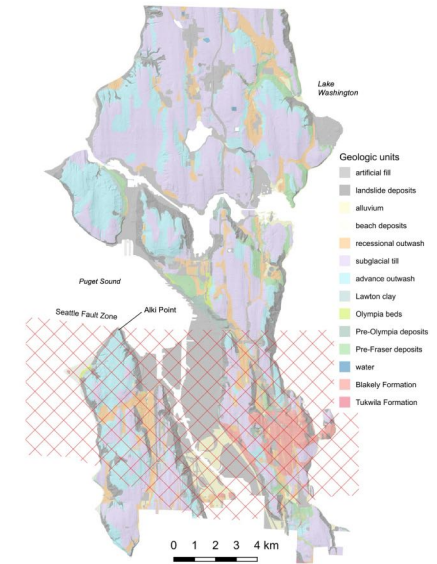 Lake
Washington
Geologic units
artificial fill
landslide deposits
alluvium
beach deposits
recessional outwash
subglacial till
advance outwash
Lawton clay
Olympia beds
Pre-Olympia deposits
Pre-Fraser deposits
water
Blakely Formation
Tukwila Formation
Puget Sound
Seattle Fault Zone
Alki Point
0 1 2 3 4 km